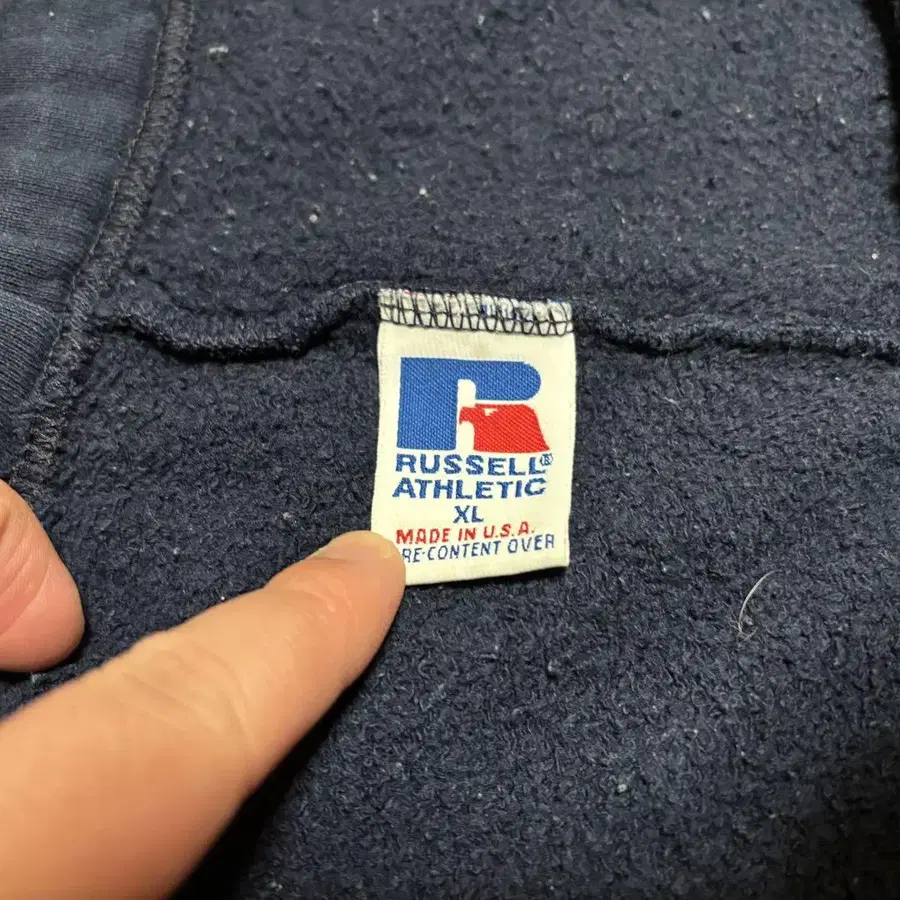 RUSSELL®
ATHLETIC
XL
MADE IN U.S.A.
RE-CONTENT OVER